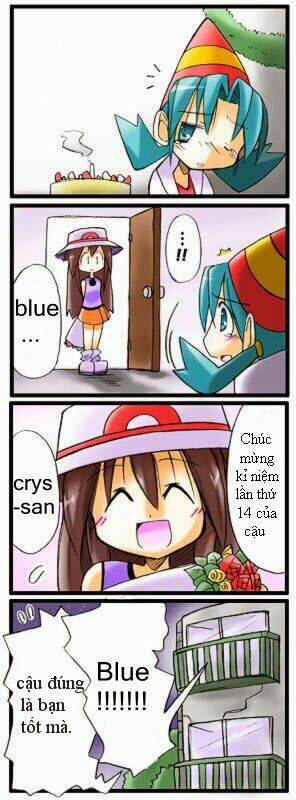 ...!!
blue
...
crys
-san
Chúc
mừng
kỉ niệm
lần thứ
14 của
cậu
Blue
!!!!!!!
cậu đúng
là bạn
tốt mà.